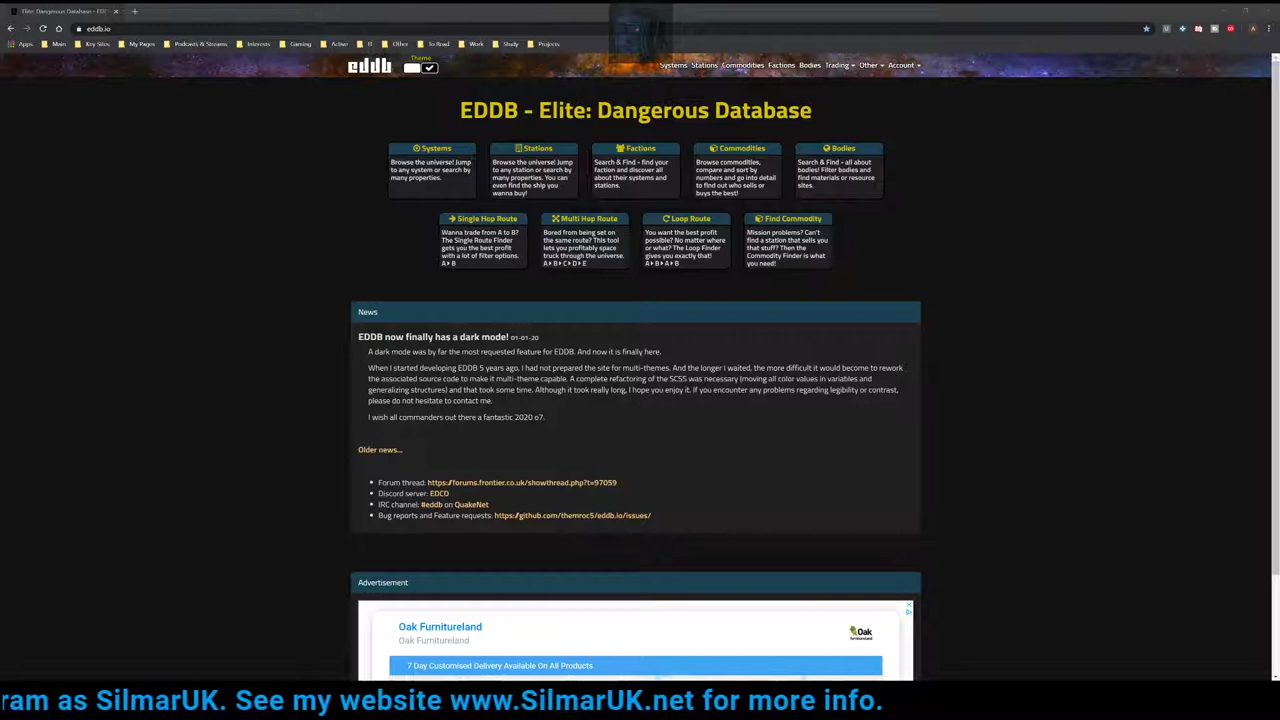 Elite: Dangerous Database - ED
eddb.io
Apps Main Key Sites My Pages Podcasts & Streams Interests Gaming Active IT Other To Read Work Study Projects
eddb Theme Systems Stations Commodities Factions Bodies Trading Other Account
EDDB - Elite: Dangerous Database
Systems Stations Factions Commodities Bodies
Browse the universe! Jump
to any system or search by
many properties.
Browse the universe! Jump
to any station or search by
many properties. You can
even find the ship you
wanna buy!
Search & Find - find your
faction and discover all
about their systems and
stations.
Browse commodities,
compare and sort by
numbers and go into detail
to find out who sells or
buys the best!
Search & Find - all about
bodies! Filter bodies and
find materials or resource
sites.
Single Hop Route Multi Hop Route Loop Route Find Commodity
Wanna trade from A to B?
The Single Route Finder
gets you the best profit
with a lot of filter options.
A B
Bored from being set on
the same route? This tool
lets you profitably space
truck through the universe.
A B C D E
You want the best profit
possible? No matter where
or what? The Loop Finder
gives you exactly that!
A B A B
Mission problems? Can't
find a station that sells you
that stuff? Then the
Commodity Finder is what
you need!
News
EDDB now finally has a dark mode! 01-01-20
A dark mode was by far the most requested feature for EDDB. And now it is finally here.
When I started developing EDDB 5 years ago, I had not prepared the site for multi-themes. And the longer I waited, the more difficult it would become to rework
the associated source code to make it multi-theme capable. A complete refactoring of the SCSS was necessary (moving all color values in variables and
generalizing structures) and that took some time. Although it took really long, I hope you enjoy it. If you encounter any problems regarding legibility or contrast,
please do not hesitate to contact me.
I wish all commanders out there a fantastic 2020 o7.
Older news...
Forum thread: https://forums.frontier.co.uk/showthread.php?t=97059
Discord server: EDCD
IRC channel: #eddb on QuakeNet
Bug reports and Feature requests: https://github.com/themroc5/eddb.io/issues/
Advertisement
Oak Furnitureland
Oak Furnitureland
Oak
furnitureland
7 Day Customised Delivery Available On All Products
ram as SilmarUK. See my website www.SilmarUK.net for more info.